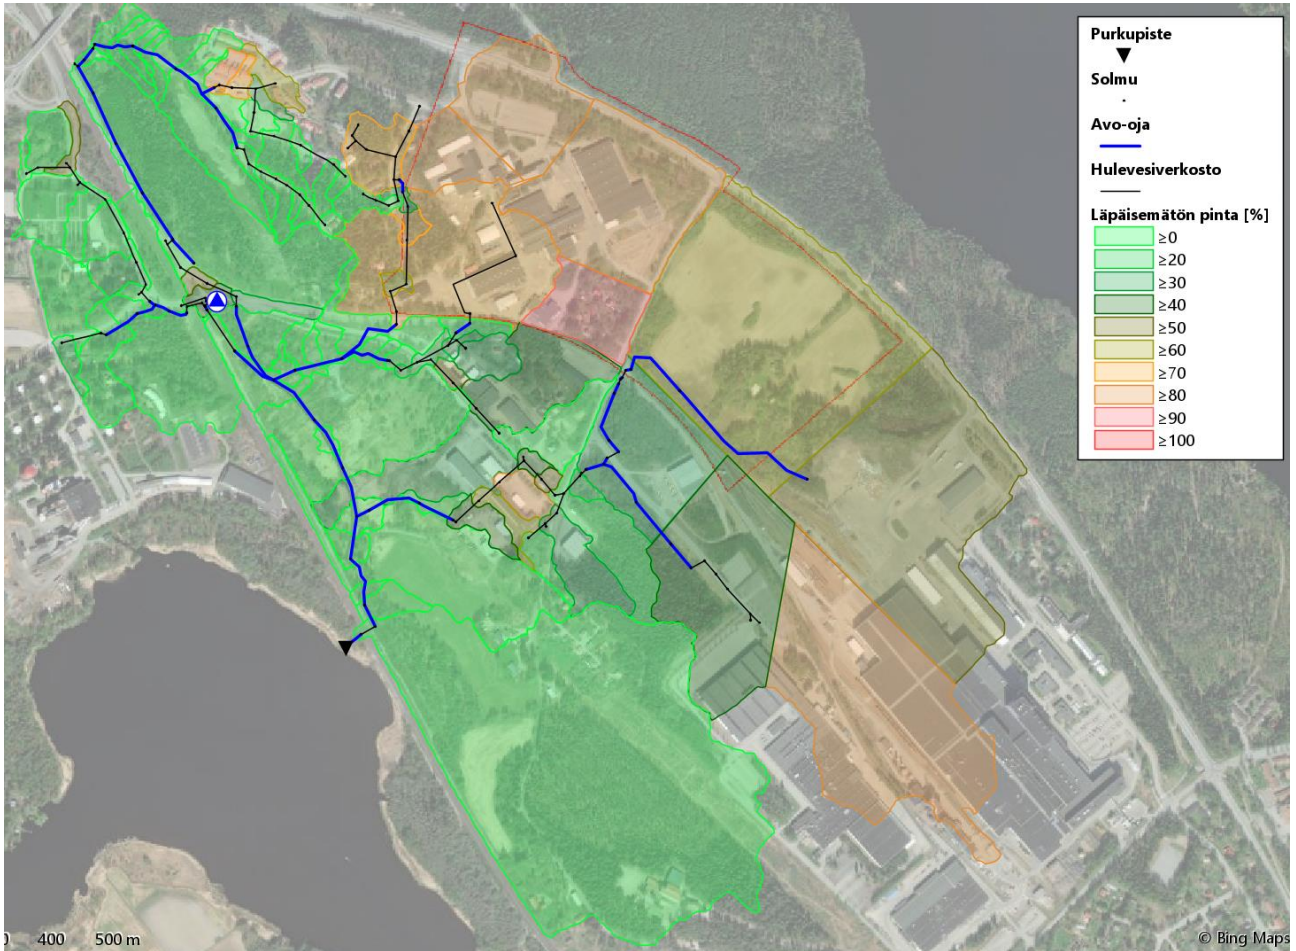 Purkupiste
Solmu
Avo-oja
Hulevesiverkosto
Läpäisemätön pinta [%]
≥0
≥20
≥30
≥40
≥50
≥60
≥70
≥80
≥90
≥100
400 500 m
© Bing Maps